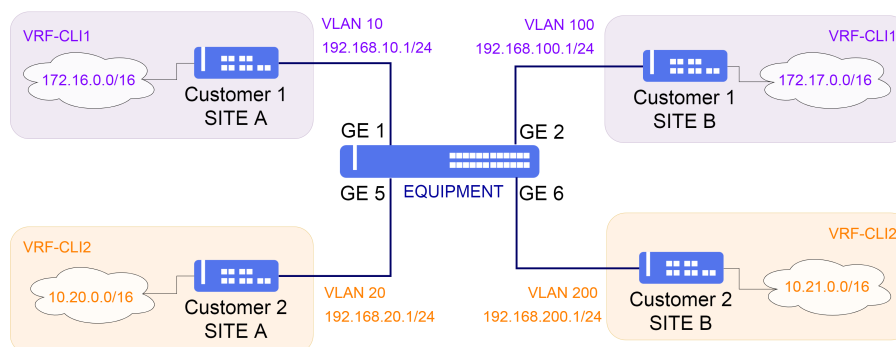 VRF-CLI1
172.16.0.0/16
Customer 1
SITE A
VLAN 10
192.168.10.1/24
VLAN 100
192.168.100.1/24
VRF-CLI1
172.17.0.0/16
Customer 1
SITE B
GE 1
GE 2
EQUIPMENT
GE 5
GE 6
VRF-CLI2
10.20.0.0/16
Customer 2
SITE A
VLAN 20
192.168.20.1/24
VLAN 200
192.168.200.1/24
VRF-CLI2
10.21.0.0/16
Customer 2
SITE B